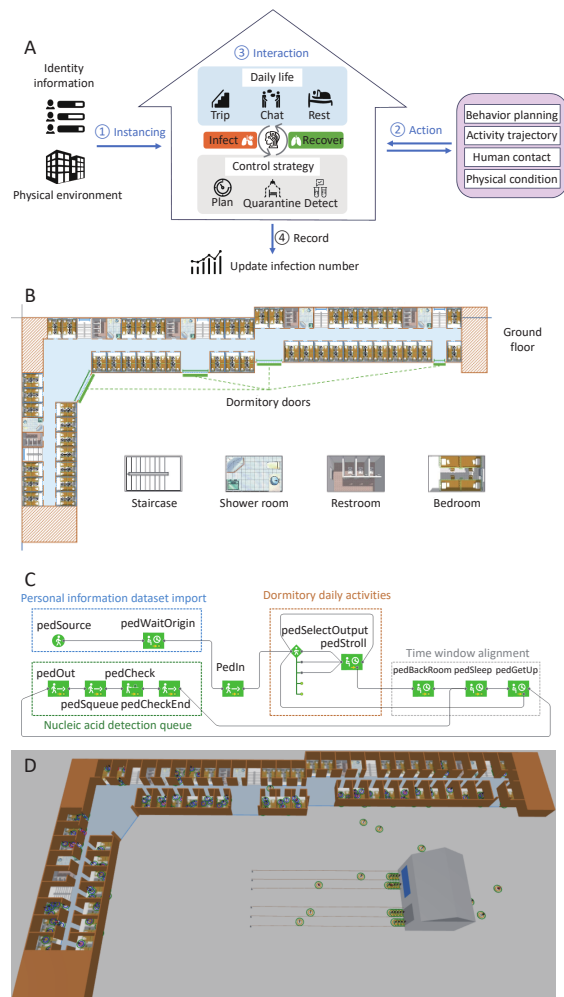 A
Identity
information
Physical environment
① Instancing
③ Interaction
Daily life
Trip
Chat
Rest
Infect
Recover
Control strategy
Plan
Quarantine
Detect
② Action
Behavior planning
Activity trajectory
Human contact
Physical condition
④ Record
Update infection number
B
Ground
floor
Dormitory doors
Staircase
Shower room
Restroom
Bedroom
C
Personal information dataset import
pedSource
pedWaitOrigin
Dormitory daily activities
pedSelectOutput
pedStroll
Time window alignment
pedBackRoom
pedSleep
pedGetUp
PedIn
pedOut
pedCheck
pedSqueue
pedCheckEnd
Nucleic acid detection queue
D